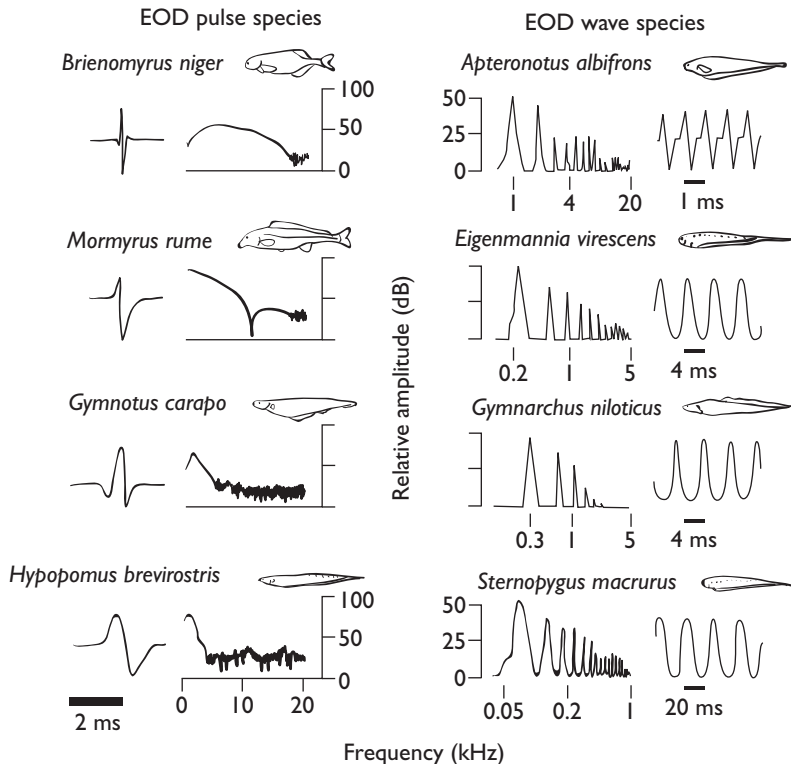 EOD pulse species
Brienomyrus niger
100
50
0
Mormyrus rume
Gymnotus carapo
Hypopomus brevirostris
100
50
0
0 10 20
2 ms
EOD wave species
Apteronotus albifrons
50
25
0
1 4 20
1 ms
Eigenmannia virescens
0.2 1 5
4 ms
Gymnarchus niloticus
0.3 1 5
4 ms
Sternopygus macrurus
50
25
0
0.05 0.2 1
20 ms
Relative amplitude (dB)
Frequency (kHz)